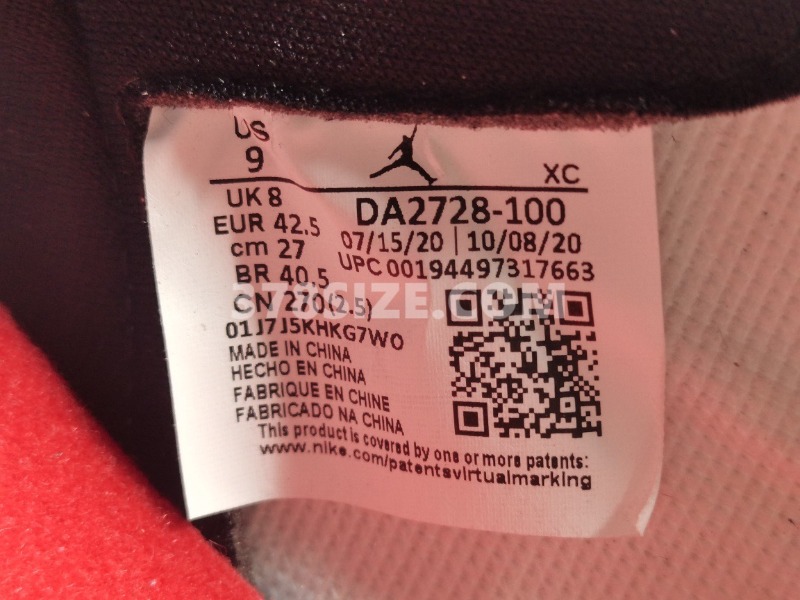 US
9
XC
UK 8
EUR 42.5
cm 27
BR 40.5
CN 270(2.5)
DA2728-100
07/15/20 | 10/08/20
UPC 00194497317663
01J7J5KHKG7W0
MADE IN CHINA
HECHO EN CHINA
FABRIQUE EN CHINE
FABRICADO NA CHINA
This product is covered by one or more patents:
www.nike.com/patentsvirtualmarking
378SIZE.COM